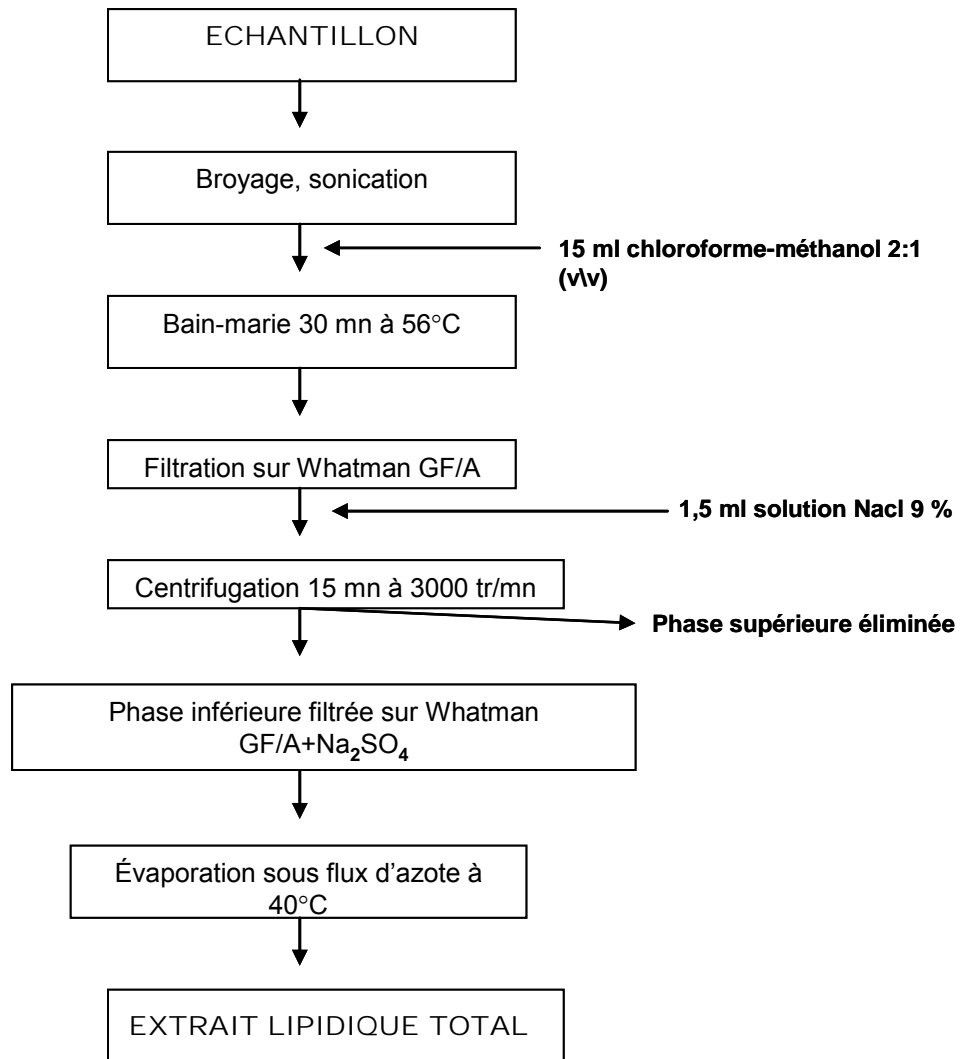 ECHANTILLON
Broyage, sonication
15 ml chloroforme-méthanol 2:1
(v\v)
Bain-marie 30 mn à 56°C
Filtration sur Whatman GF/A
1,5 ml solution Nacl 9 %
Centrifugation 15 mn à 3000 tr/mn
Phase supérieure éliminée
Phase inférieure filtrée sur Whatman
GF/A+Na₂SO₄
Évaporation sous flux d'azote à
40°C
EXTRAIT LIPIDIQUE TOTAL